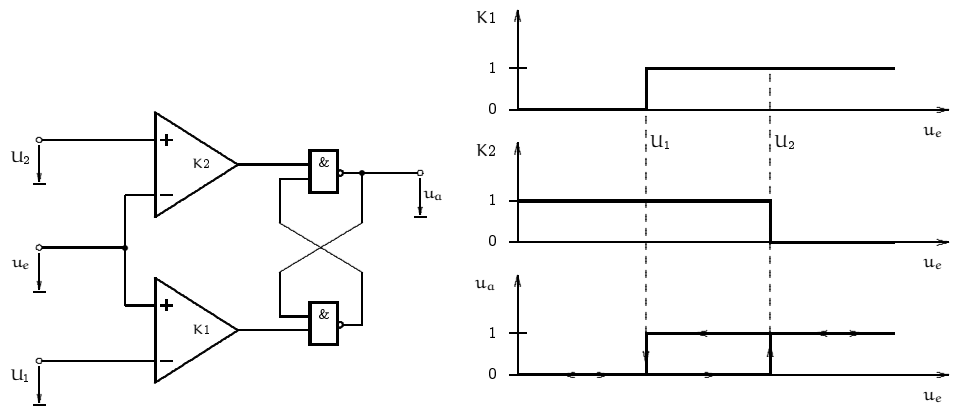 U₂
+
K2
−
&
uₐ
uₑ
+
K1
−
&
U₁
K1
1
0
uₑ
U₁
U₂
K2
1
0
uₑ
uₐ
1
0
uₑ